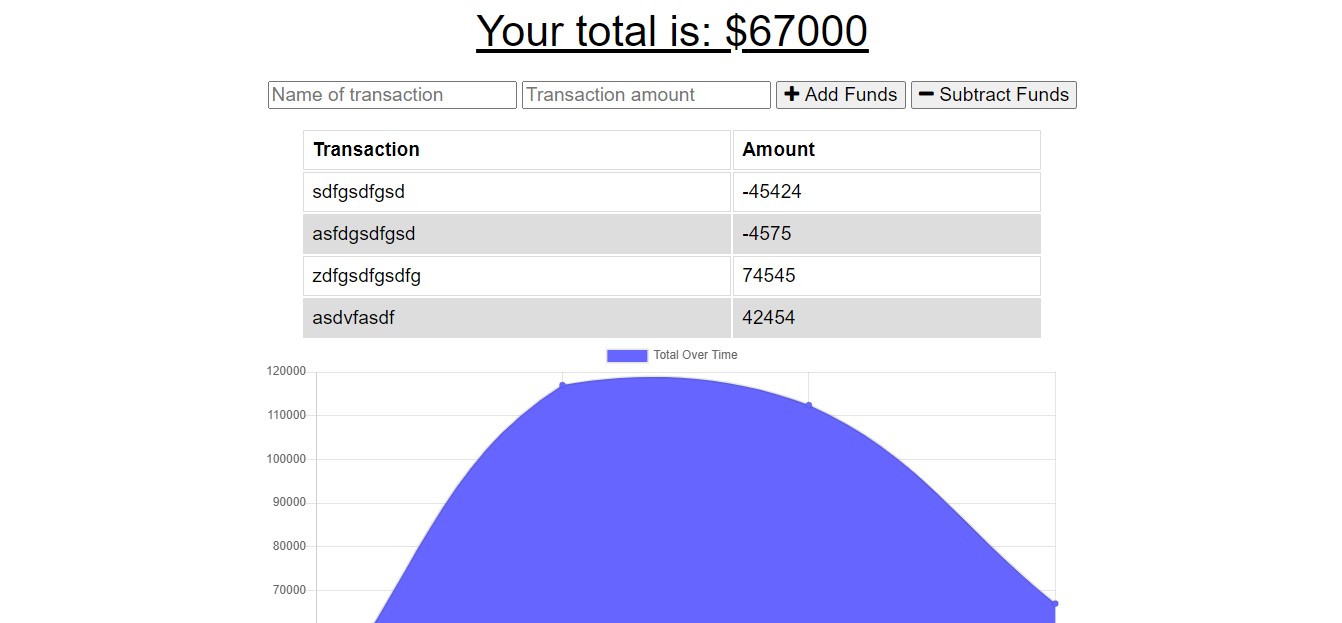 Your total is: $67000
Name of transaction Transaction amount Add Funds Subtract Funds
Transaction Amount
sdfgsdfgsd -45424
asfdgsdfgsd -4575
zdfgsdfgsdfg 74545
asdvfasdf 42454
Total Over Time
120000
110000
100000
90000
80000
70000